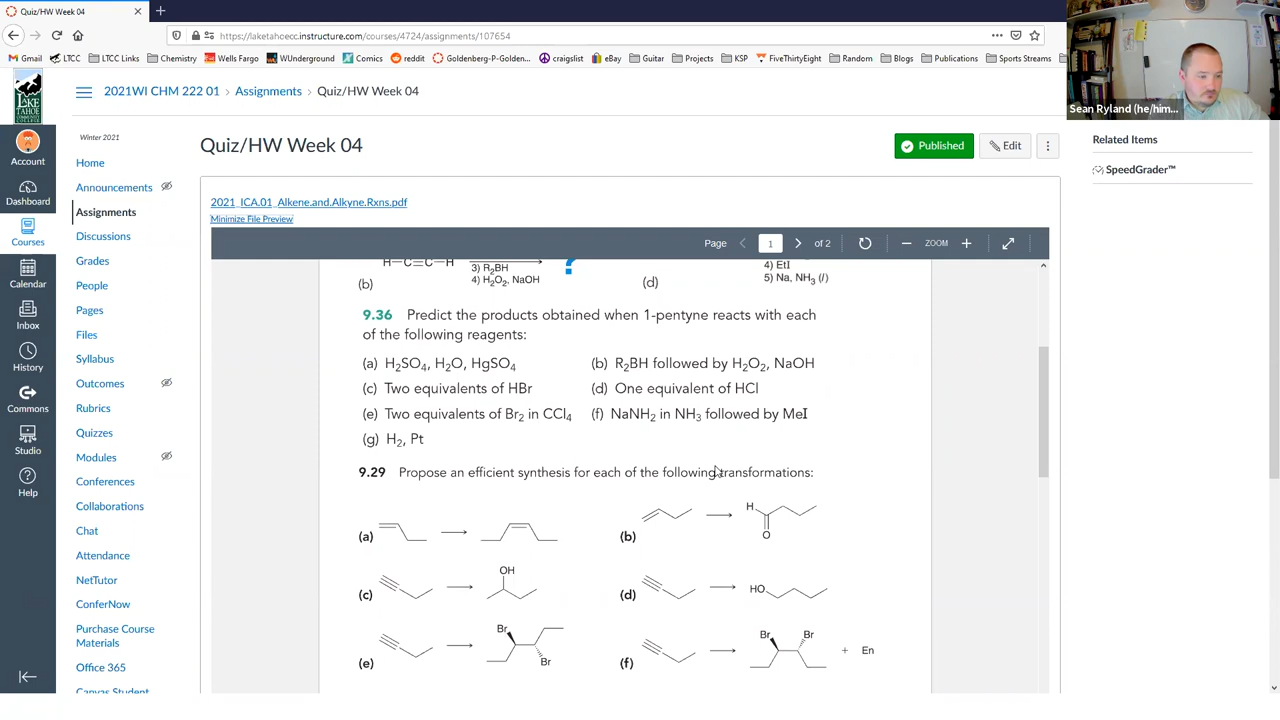 Quiz/HW Week 04
https://laketahoecc.instructure.com/courses/4724/assignments/107654
Gmail LTCC LTCC Links Chemistry Wells Fargo WUnderground Comics reddit Goldenberg-P-Golden... craigslist eBay Guitar Projects KSP FiveThirtyEight Random Blogs Publications Sports Streams
Sean Ryland (he/him...
LAKE TAHOE
2021WI CHM 222 01 > Assignments > Quiz/HW Week 04
Account
Dashboard
Courses
Calendar
Inbox
History
Commons
Studio
Help
Winter 2021
Home
Announcements
Assignments
Discussions
Grades
People
Pages
Files
Syllabus
Outcomes
Rubrics
Quizzes
Modules
Conferences
Programs
Chat
Attendance
NetTutor
ConferNow
Purchase Course
Materials
Office 365
Canvas Student
Quiz/HW Week 04
Published
Edit
Related Items
SpeedGrader™
2021_ICA.01_Alkene.and.Alkyne.Rxns.pdf
Minimize File Preview
Page 1 of 2 ZOOM
H—C≡C—H
3) R₂BH
4) H₂O₂, NaOH
?
(b)
4) EtI
5) Na, NH₃ (l)
(d)
9.36 Predict the products obtained when 1-pentyne reacts with each
of the following reagents:
(a) H₂SO₄, H₂O, HgSO₄ (b) R₂BH followed by H₂O₂, NaOH
(c) Two equivalents of HBr (d) One equivalent of HCl
(e) Two equivalents of Br₂ in CCl₄ (f) NaNH₂ in NH₃ followed by MeI
(g) H₂, Pt
9.29 Propose an efficient synthesis for each of the following transformations:
(a)
(b) H O
(c) OH
(d) HO
(e) Br Br
(f) Br Br + En